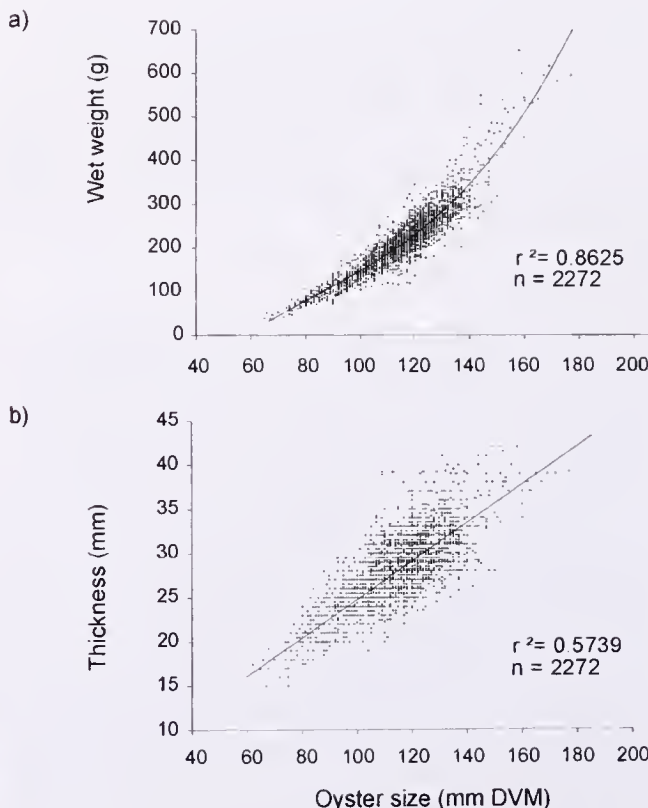 a)
Wet weight (g)
700
600
500
400
300
200
100
0
40 60 80 100 120 140 160 180 200
r ²= 0.8625
n = 2272
b)
Thickness (mm)
45
40
35
30
25
20
15
10
40 60 80 100 120 140 160 180 200
r ²= 0.5739
n = 2272
Oyster size (mm DVM)